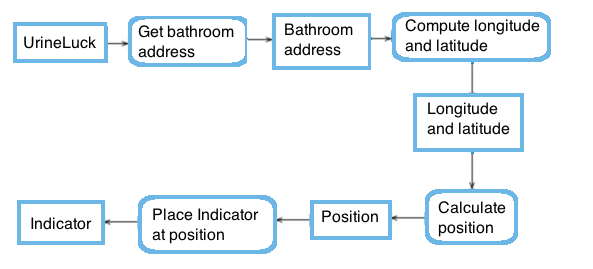 UrineLuck
Get bathroom
address
Bathroom
address
Compute longitude
and latitude
Longitude
and latitude
Calculate
position
Position
Place Indicator
at position
Indicator